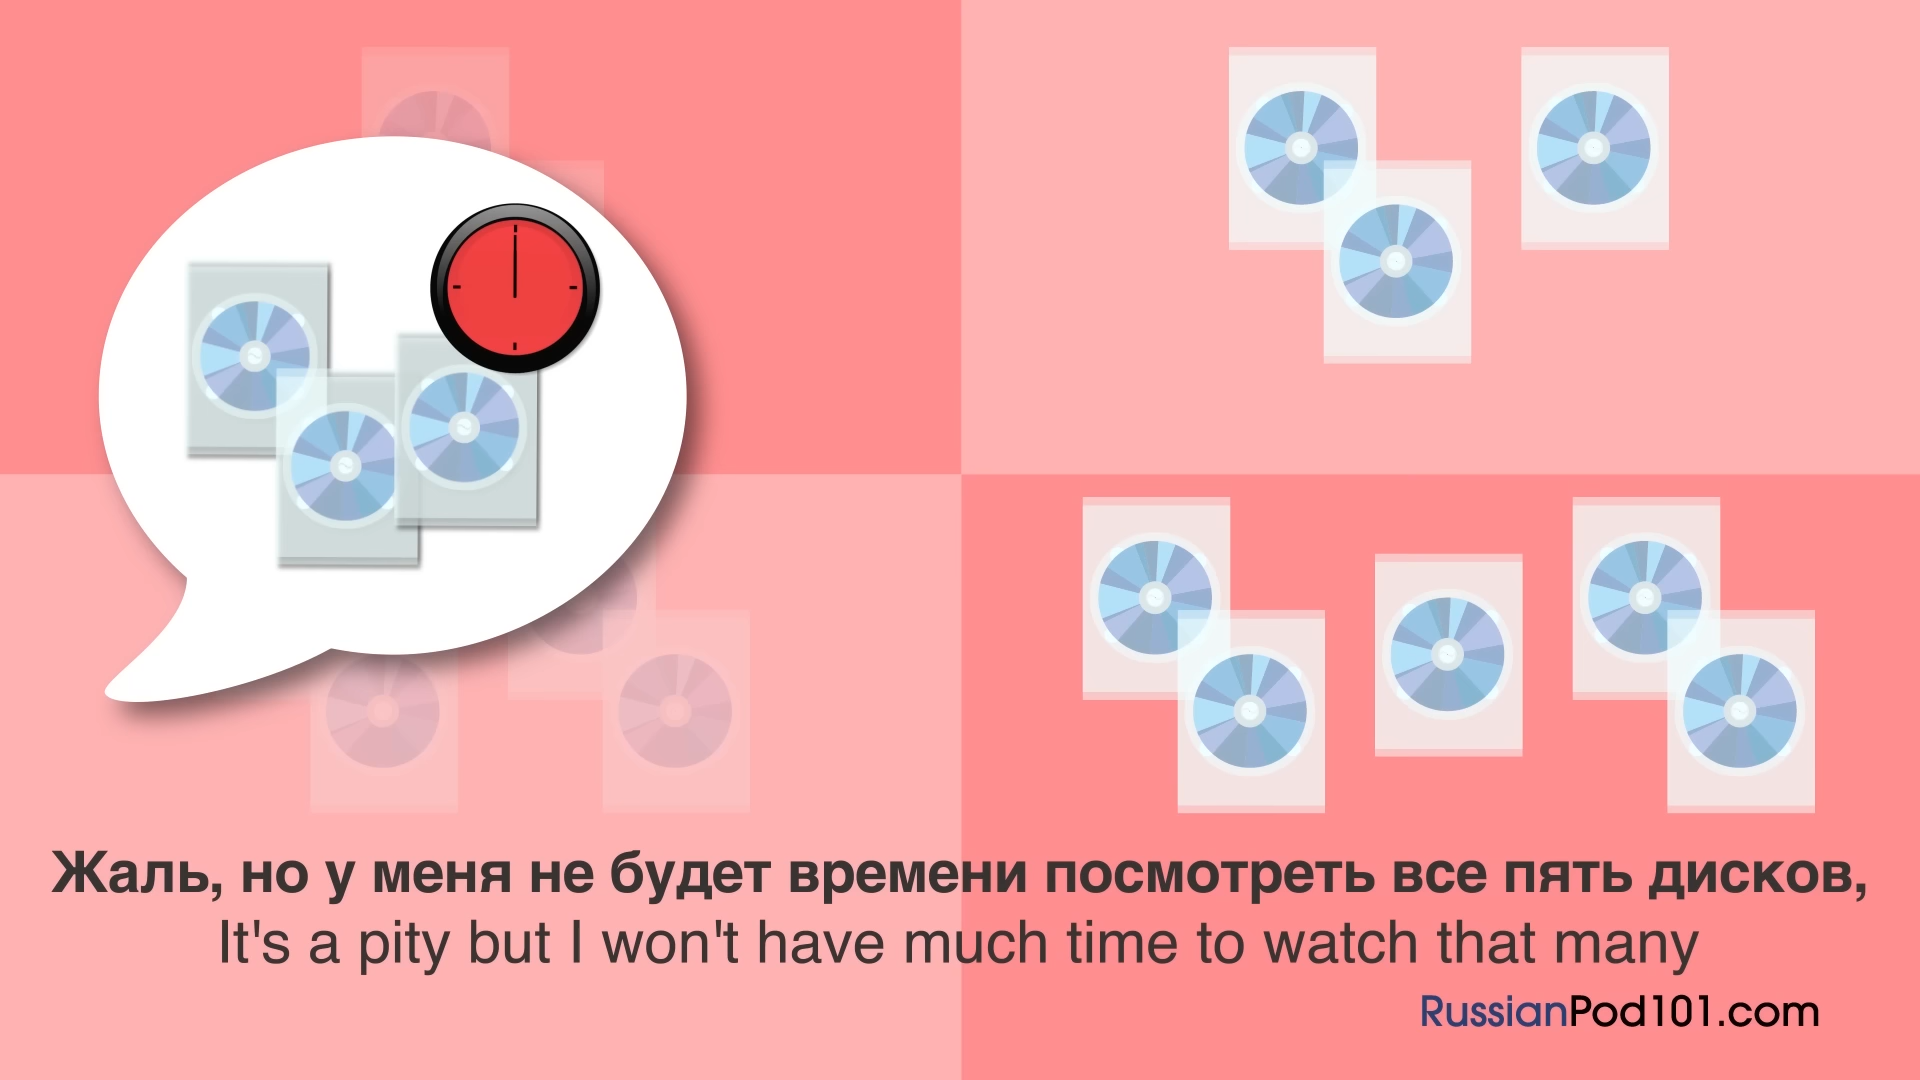 Жаль, но у меня не будет времени посмотреть все пять дисков,
It's a pity but I won't have much time to watch that many
RussianPod101.com